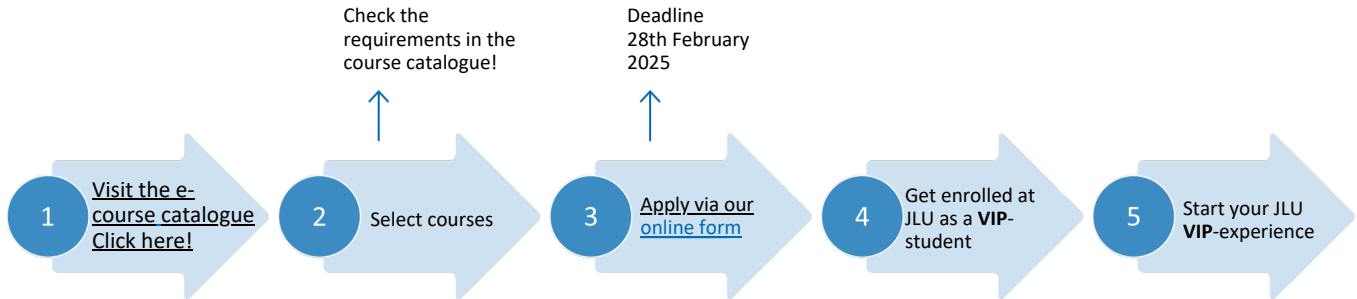 Check the
requirements in the
course catalogue!
Deadline
28th February
2025
1
Visit the e-
course catalogue
Click here!
2
Select courses
3
Apply via our
online form
4
Get enrolled at
JLU as a VIP-
student
5
Start your JLU
VIP-experience